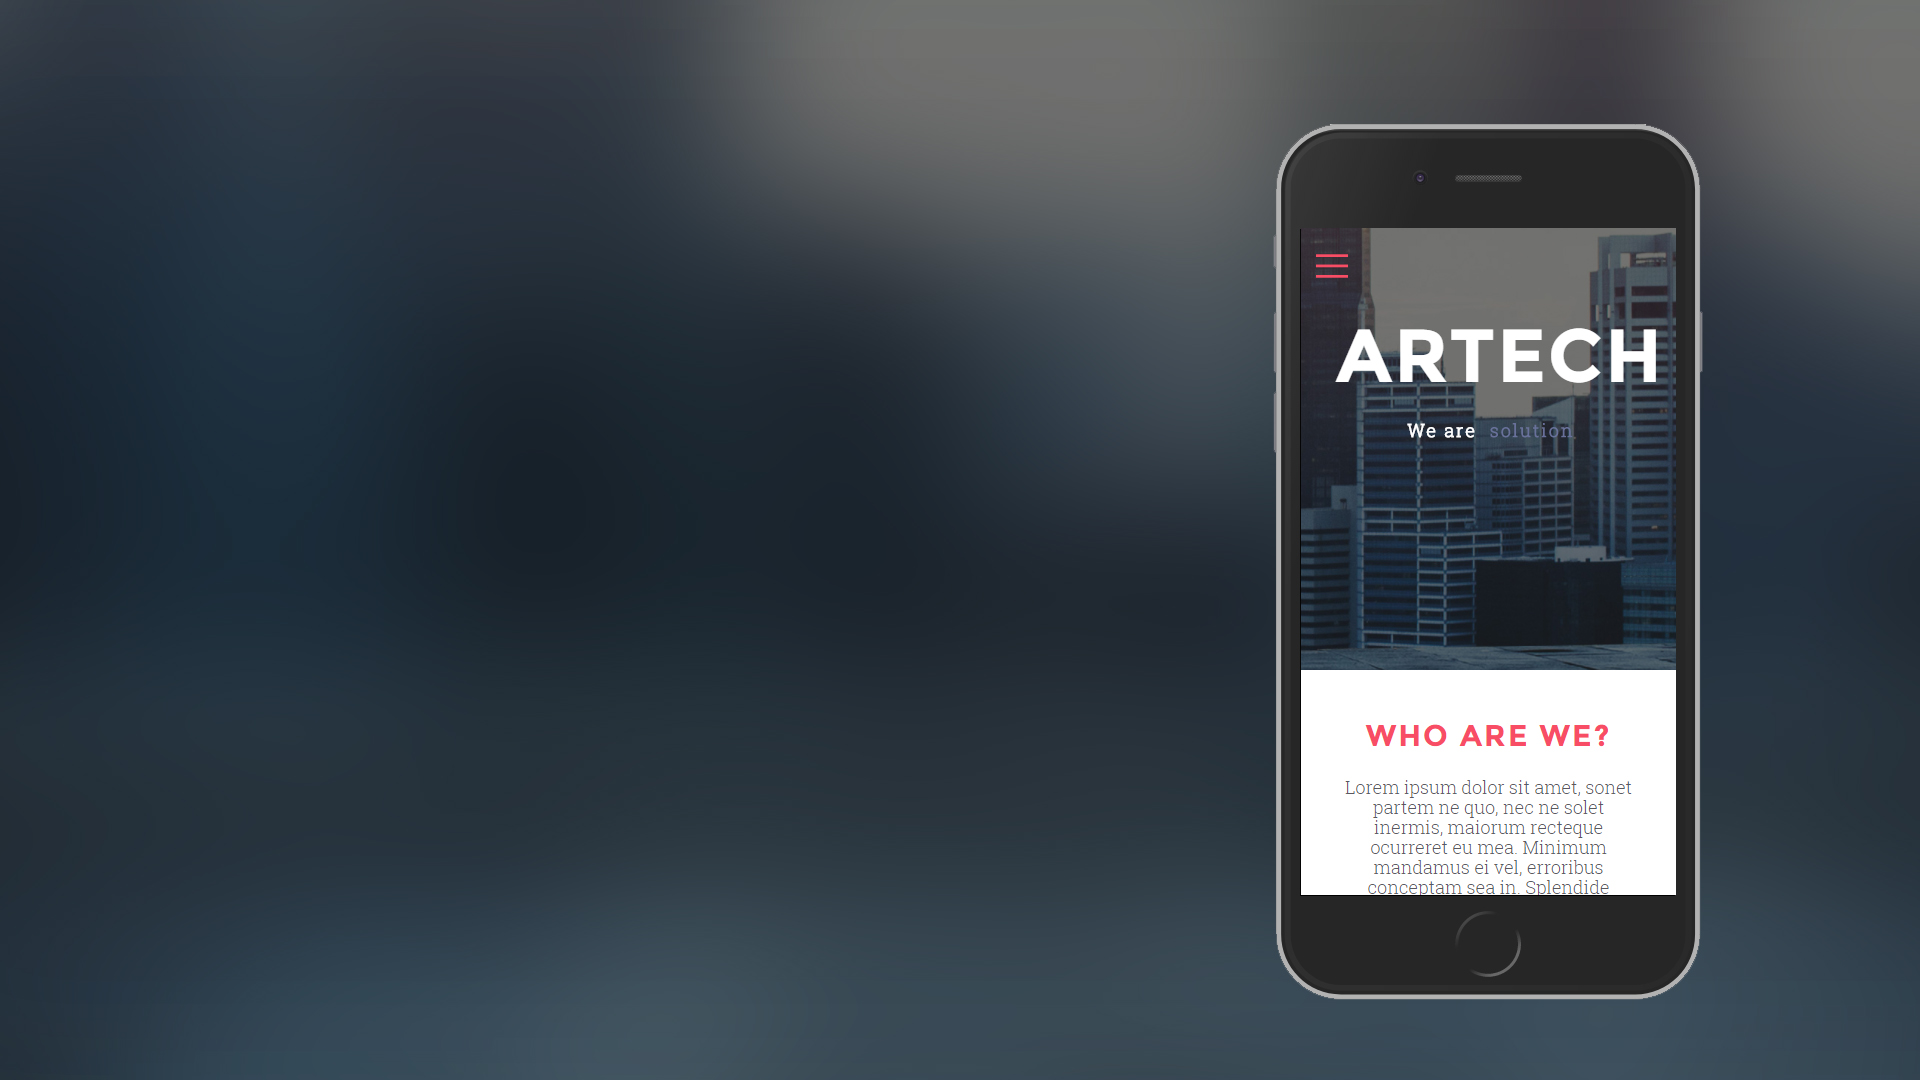 ARTECH
We are solution
WHO ARE WE?
Lorem ipsum dolor sit amet, sonet
partem ne quo, nec ne solet
inermis, maiorum recteque
ocurreret eu mea. Minimum
mandamus ei vel, erroribus
conceptam sea in. Splendide